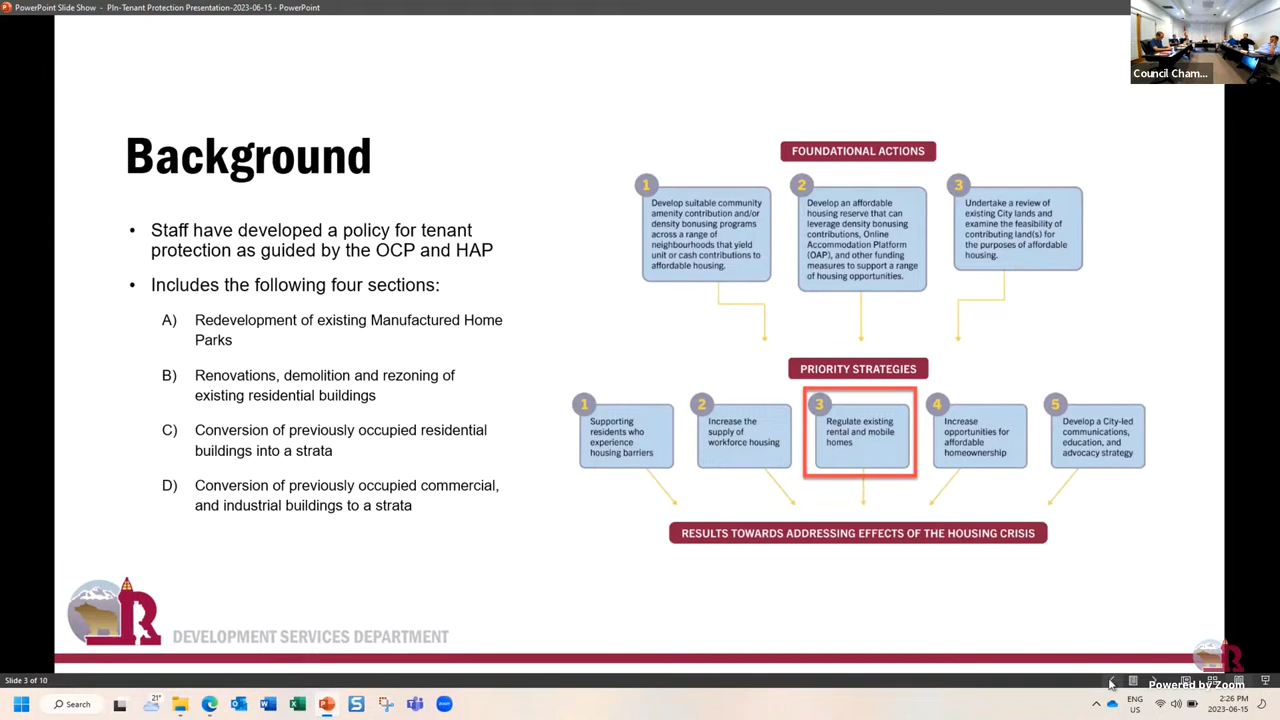 PowerPoint Slide Show - Pln-Tenant Protection Presentation-2023-06-15 - PowerPoint
Council Cham...
Background
• Staff have developed a policy for tenant
protection as guided by the OCP and HAP
• Includes the following four sections:
A) Redevelopment of existing Manufactured Home
Parks
B) Renovations, demolition and rezoning of
existing residential buildings
C) Conversion of previously occupied residential
buildings into a strata
D) Conversion of previously occupied commercial,
and industrial buildings to a strata
FOUNDATIONAL ACTIONS
1
Develop suitable community
amenity contribution and/or
density bonusing programs
across a range of
neighbourhoods that yield
unit or cash contributions to
affordable housing.
2
Develop an affordable
housing reserve that can
leverage density bonusing
contributions, Online
Accommodation Platform
(OAP), and other funding
measures to support a range
of housing opportunities.
3
Undertake a review of
existing City lands and
examine the feasibility of
contributing land(s) for
the purposes of affordable
housing.
PRIORITY STRATEGIES
1
Supporting
residents who
experience
housing barriers
2
Increase the
supply of
workforce housing
3
Regulate existing
rental and mobile
homes
4
Increase
opportunities for
affordable
homeownership
5
Develop a City-led
communications,
education, and
advocacy strategy
RESULTS TOWARDS ADDRESSING EFFECTS OF THE HOUSING CRISIS
R
DEVELOPMENT SERVICES DEPARTMENT
R
Slide 3 of 10
Powered by Zoom
21°
Search
ENG
US
2:26 PM
2023-06-15